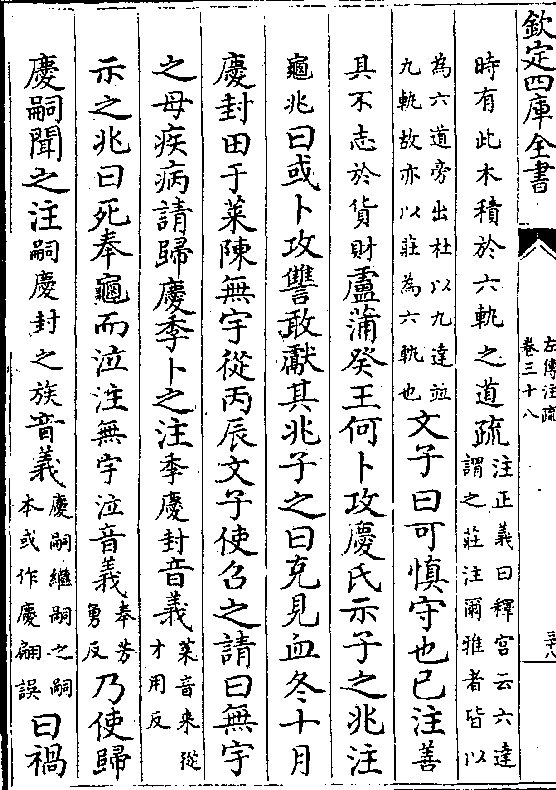 欽定四庫全書
左傳注疏
卷三十八
三十八
時有此木積於六軌之道疏
注正義曰釋宫云六達
謂之莊注爾雅者皆以
為六道旁出杜以九達並
九軌故亦以莊為六軌也
文子曰可慎守也已注善
其不志於貨財盧蒲癸王何卜攻慶氏示子之兆注
龜兆曰或卜攻讐敢獻其兆子之曰克見血冬十月
慶封田于萊陳無宇從丙辰文子使召之請曰無宇
之母疾病請歸慶季卜之注季慶封音義
萊音來從
才用反
示之兆曰死奉龜而泣注無宇泣音義
奉芳
勇反
乃使歸
慶嗣聞之注嗣慶封之族音義
慶嗣繼嗣之嗣
本或作慶翩誤
曰禍